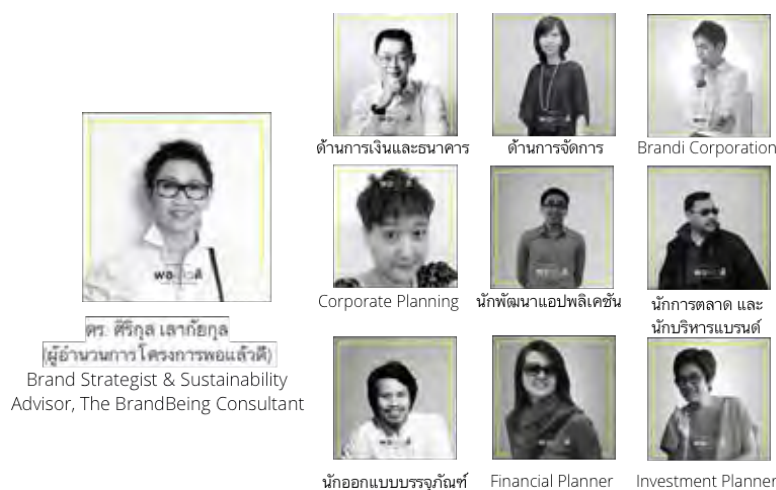 ด้านการเงินและธนาคาร
ด้านการจัดการ
Brandi Corporation
Corporate Planning
นักพัฒนาแอปพลิเคชัน
นักการตลาด และ
นักบริหารแบรนด์
ดร. ศิริกุล เลากัยกุล
(ผู้อำนวยการโครงการพอแล้วดี)
Brand Strategist & Sustainability
Advisor, The BrandBeing Consultant
นักออกแบบบรรจุภัณฑ์
Financial Planner
Investment Planner